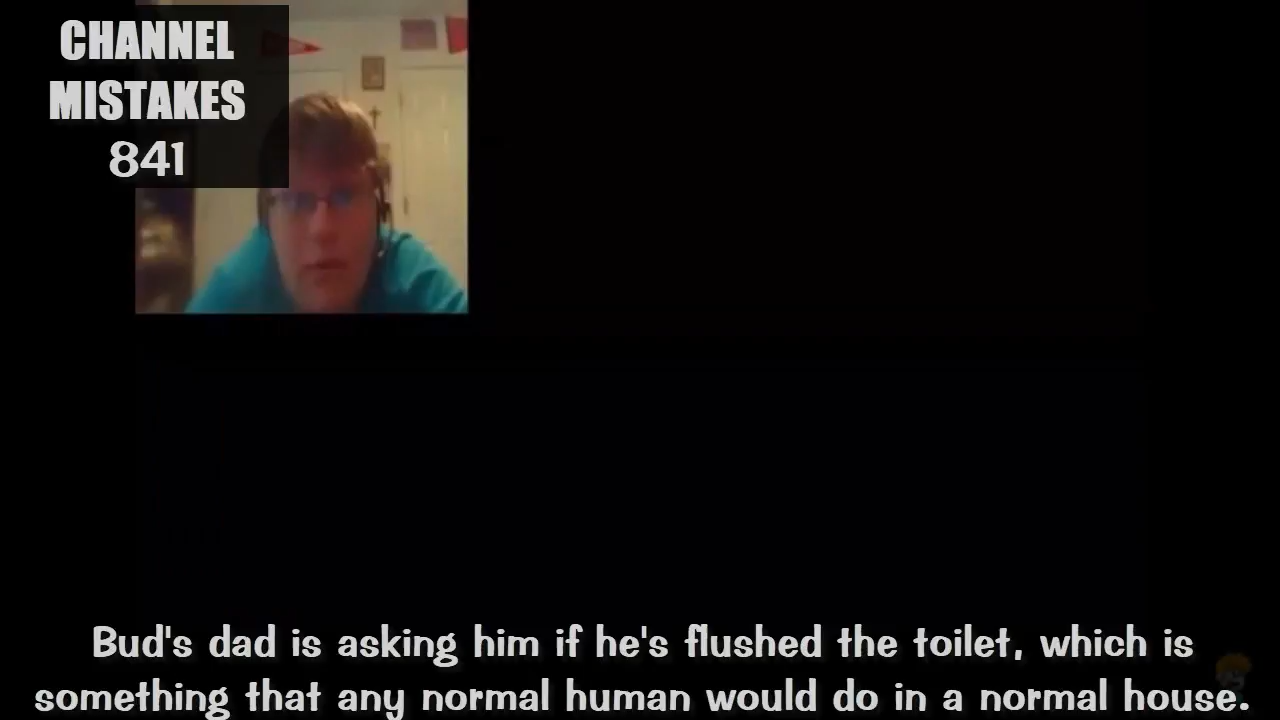 CHANNEL
MISTAKES
841
Bud's dad is asking him if he's flushed the toilet, which is
something that any normal human would do in a normal house.